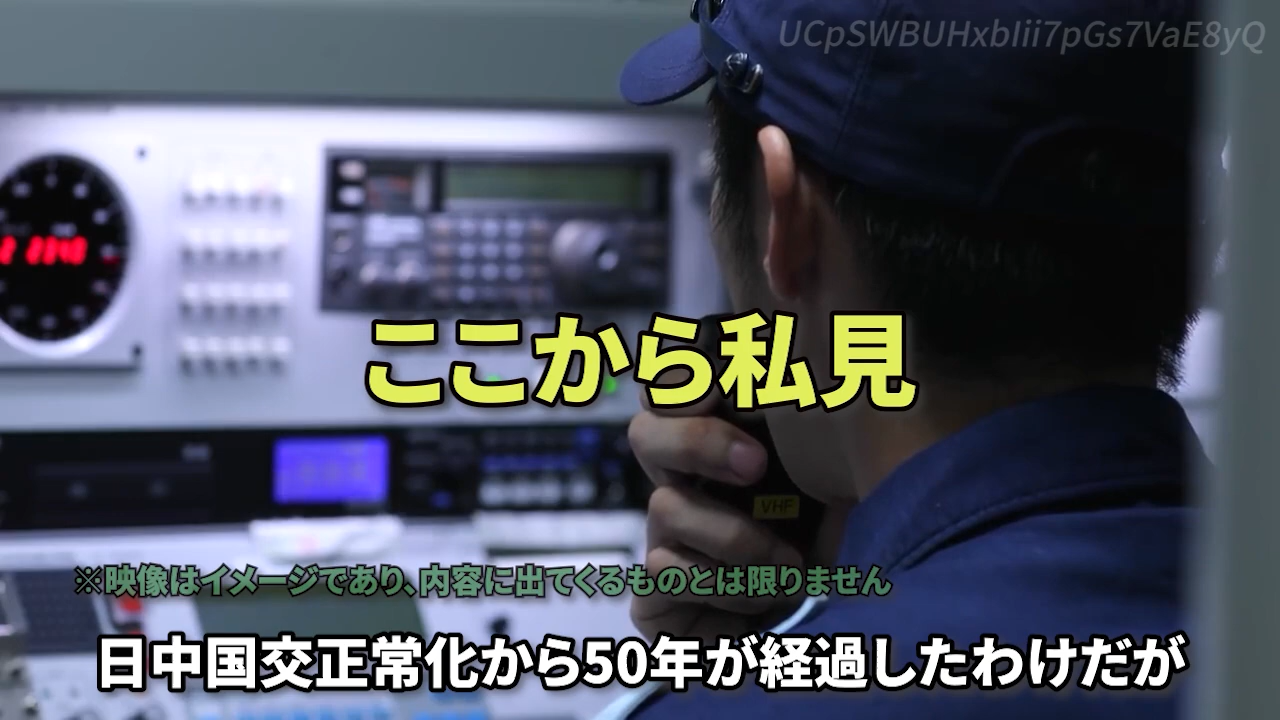 UCpSWBUHxbIii7pGs7VaE8yQ
ここから私見
VHF
※映像はイメージであり、内容に出てくるものとは限りません
日中国交正常化から50年が経過したわけだが